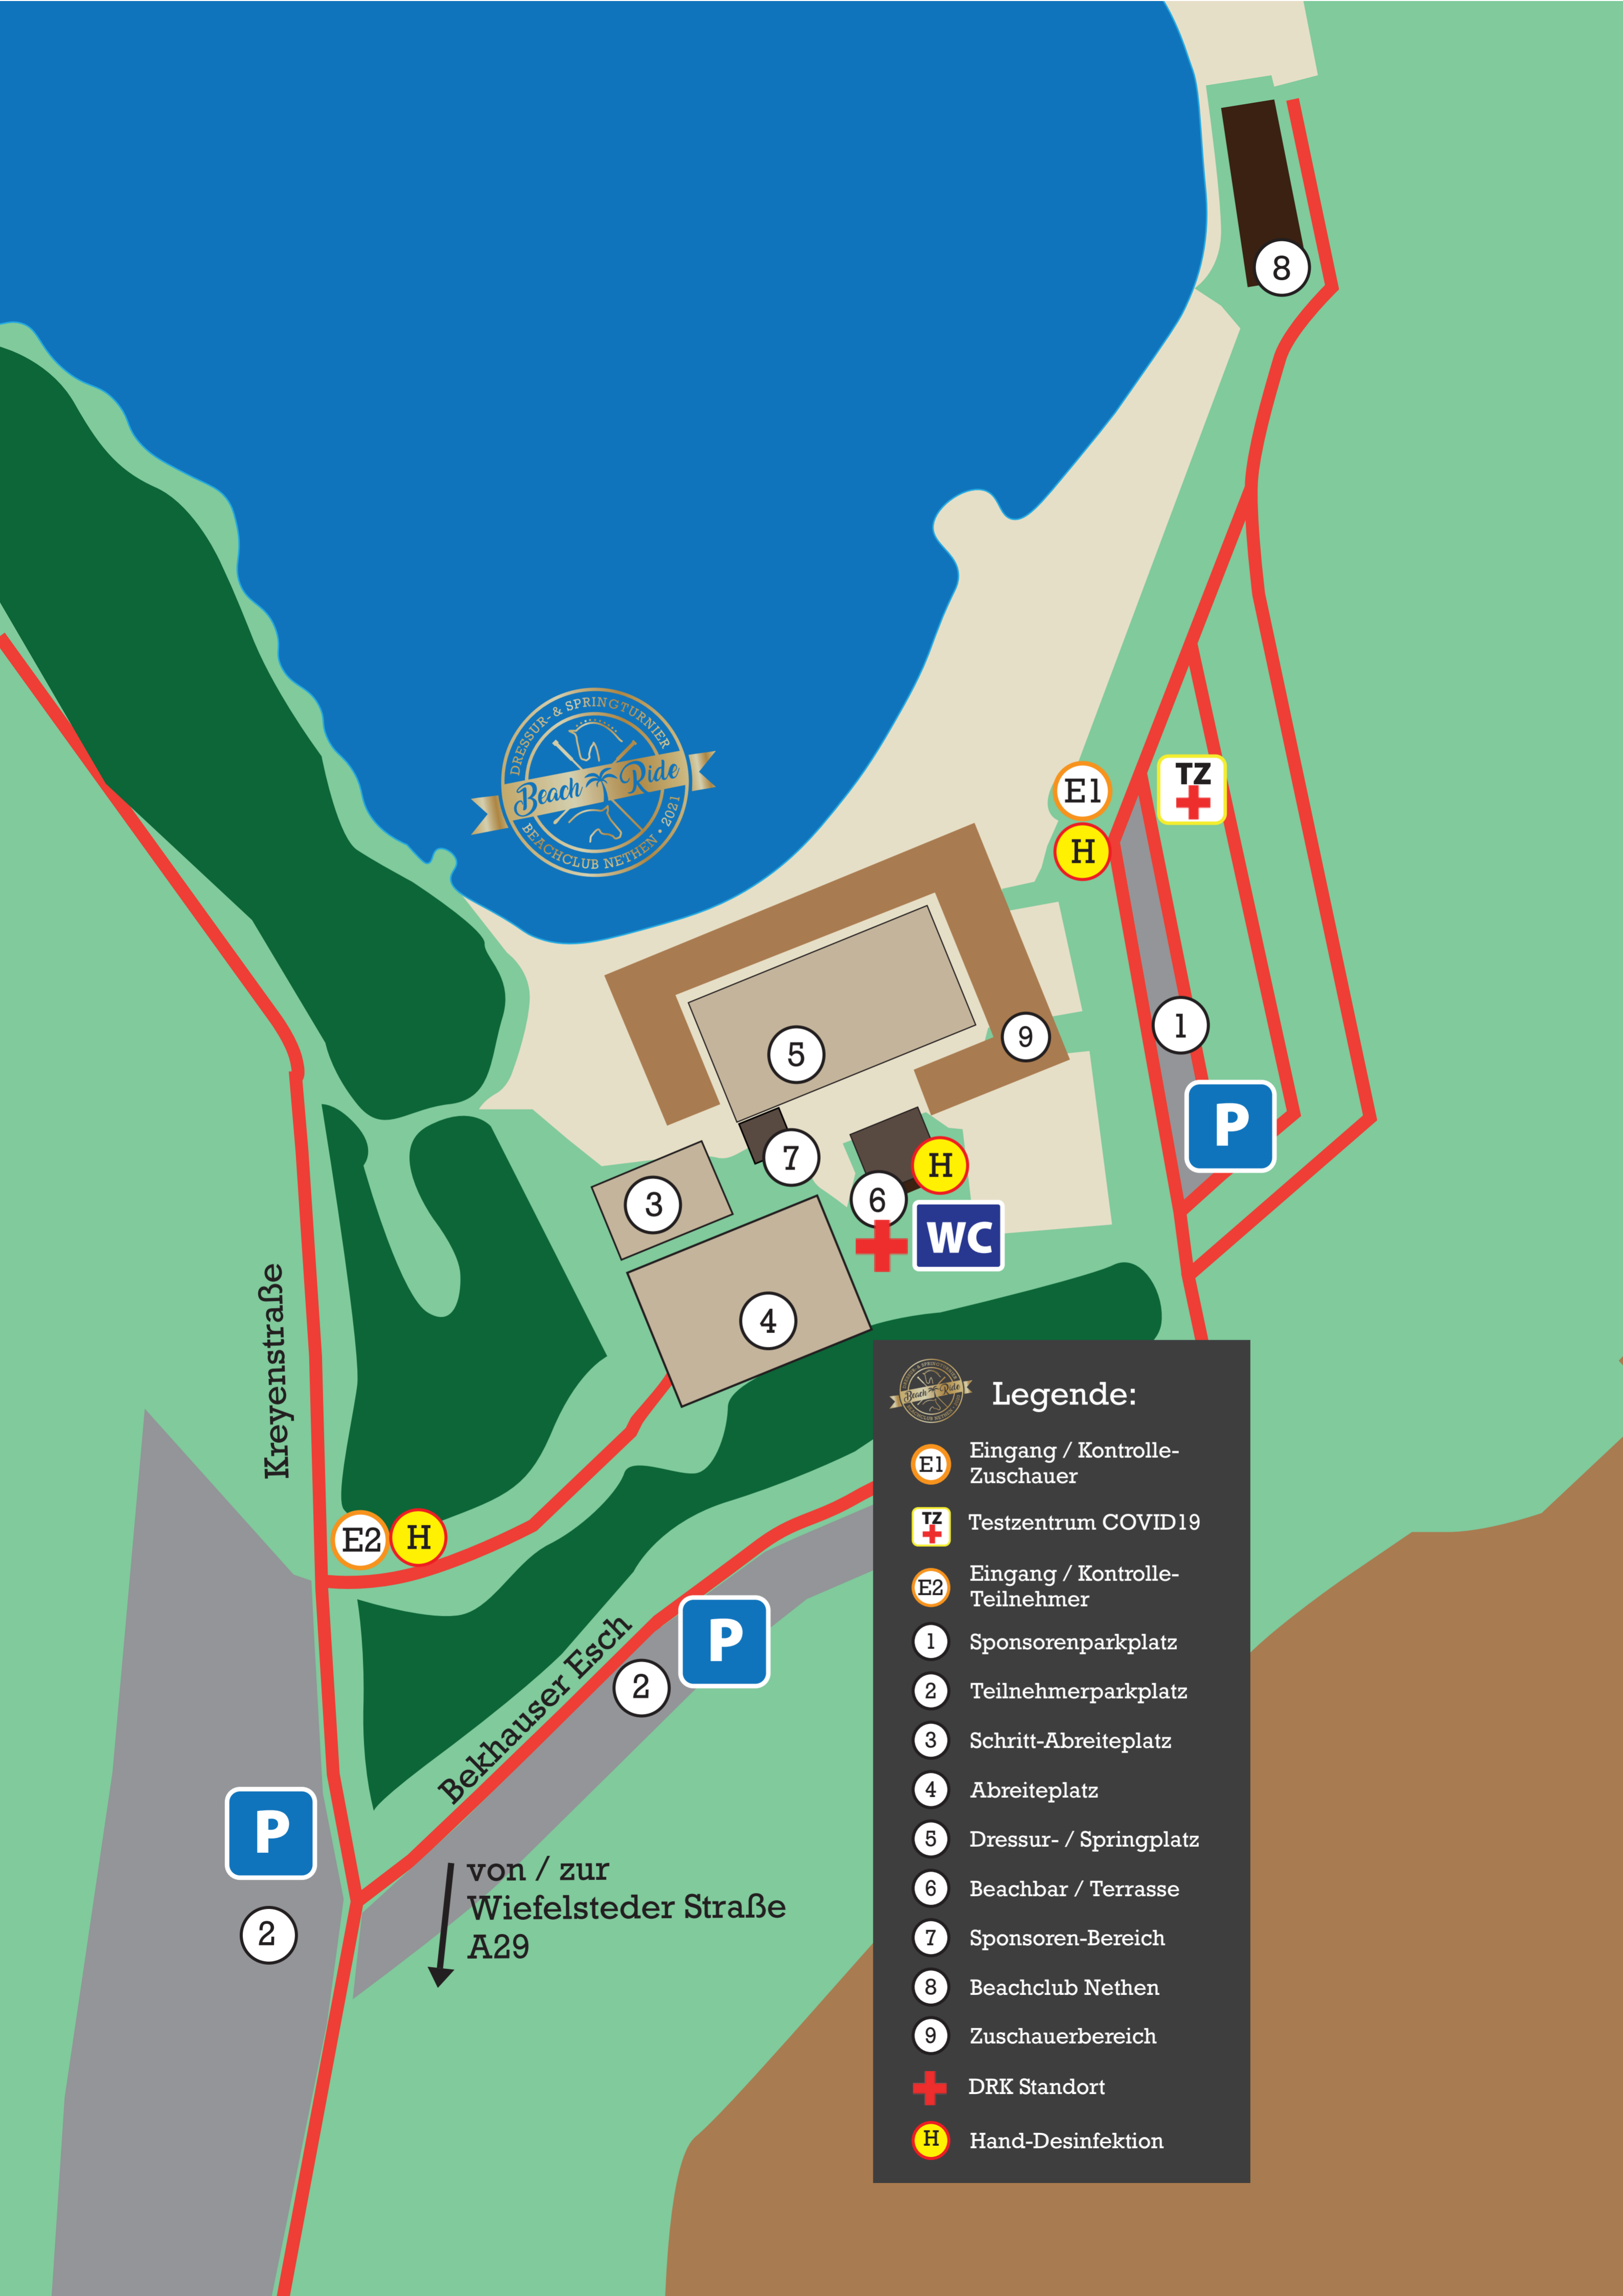 8
DRESSUR- & SPRINGTURNIER
Beach Ride
BEACHCLUB NETHEN • 2021
E1
TZ
H
1
9
5
P
7
H
3
6
WC
4
Kreyenstraße
E2
H
P
2
Bekhauser Esch
P
2
von / zur
Wiefelsteder Straße
A29
Beach Ride
Legende:
E1
Eingang / Kontrolle-
Zuschauer
TZ
Testzentrum COVID19
E2
Eingang / Kontrolle-
Teilnehmer
1 Sponsorenparkplatz
2 Teilnehmerparkplatz
3 Schritt-Abreiteplatz
4 Abreiteplatz
5 Dressur- / Springplatz
6 Beachbar / Terrasse
7 Sponsoren-Bereich
8 Beachclub Nethen
9 Zuschauerbereich
DRK Standort
H Hand-Desinfektion